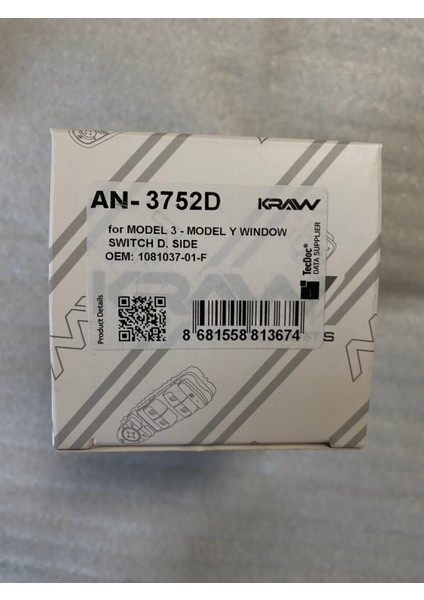 AN- 3752D
KRAW
for MODEL 3 - MODEL Y WINDOW
SWITCH D. SIDE
OEM: 1081037-01-F
TecDoc®
DATA SUPPLIER
Product Details
8 681558 813674